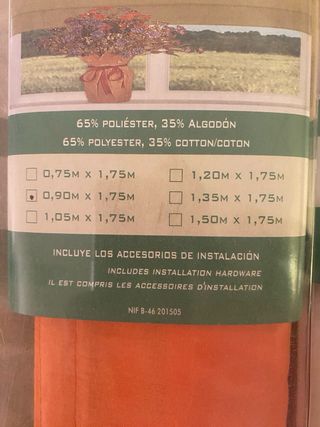 65% POLIÉSTER, 35% ALGODÓN
65% POLYESTER, 35% COTTON/COTON
0,75M X 1,75M
0,90M X 1,75M
1,05M X 1,75M
1,20M X 1,75M
1,35M X 1,75M
1,50M X 1,75M
INCLUYE LOS ACCESORIOS DE INSTALACIÓN
INCLUDES INSTALLATION HARDWARE
IL EST COMPRIS LES ACCESSOIRES D'INSTALLATION
NIF B-46 201505